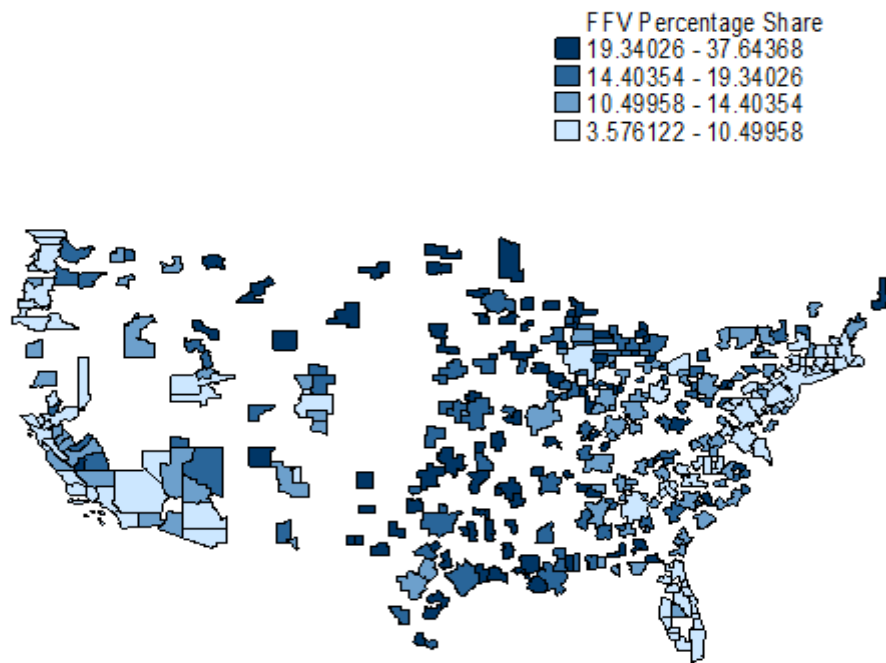 FFV Percentage Share
19.34026 - 37.64368
14.40354 - 19.34026
10.49958 - 14.40354
3.576122 - 10.49958